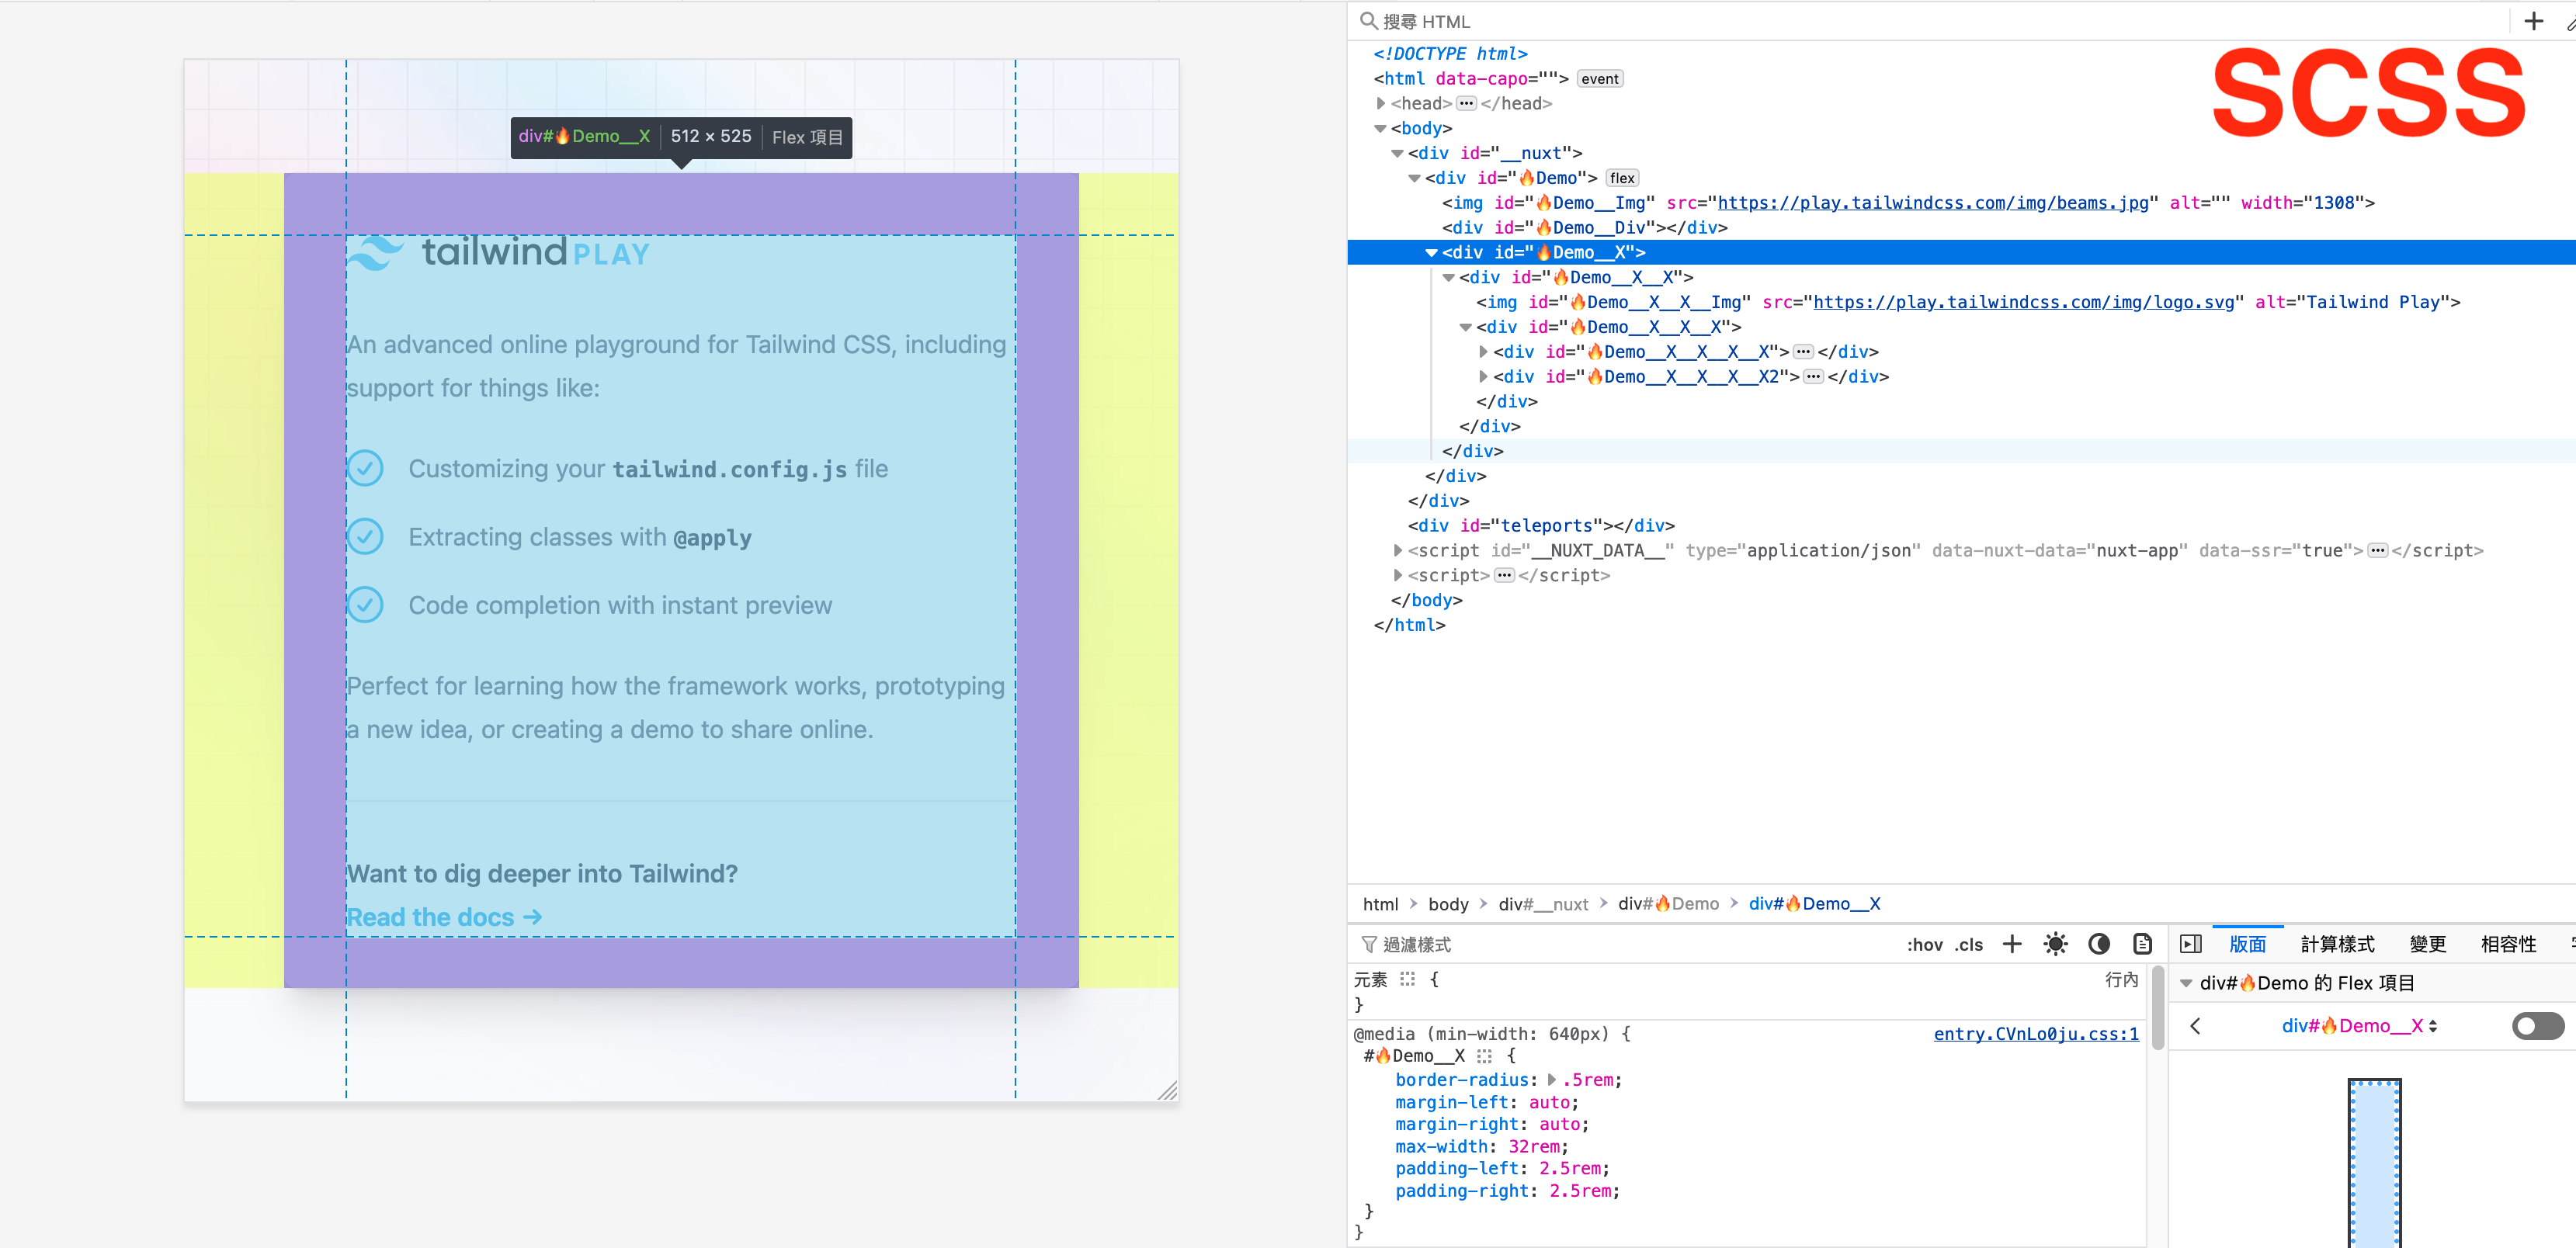 div#🔥Demo__X 512 × 525 Flex 項目
tailwind PLAY
An advanced online playground for Tailwind CSS, including
support for things like:
Customizing your tailwind.config.js file
Extracting classes with @apply
Code completion with instant preview
Perfect for learning how the framework works, prototyping
a new idea, or creating a demo to share online.
Want to dig deeper into Tailwind?
Read the docs →
搜尋 HTML
SCSS
<!DOCTYPE html>
<html data-capo=""> event
<head> ••• </head>
<body>
<div id="__nuxt">
<div id="🔥Demo"> flex
<img id="🔥Demo__Img" src="https://play.tailwindcss.com/img/beams.jpg" alt="" width="1308">
<div id="🔥Demo__Div"></div>
<div id="🔥Demo__X">
<div id="🔥Demo__X__X">
<img id="🔥Demo__X__X__Img" src="https://play.tailwindcss.com/img/logo.svg" alt="Tailwind Play">
<div id="🔥Demo__X__X__X">
<div id="🔥Demo__X__X__X__X"> ••• </div>
<div id="🔥Demo__X__X__X__X2"> ••• </div>
</div>
</div>
</div>
</div>
</div>
<div id="teleports"></div>
<script id="__NUXT_DATA__" type="application/json" data-nuxt-data="nuxt-app" data-ssr="true"> ••• </script>
<script> ••• </script>
</body>
</html>
html > body > div#__nuxt > div#🔥Demo > div#🔥Demo__X
過濾樣式 :hov .cls +
元素 { 行內
}
@media (min-width: 640px) { entry.CVnLo0ju.css:1
#🔥Demo__X {
border-radius: .5rem;
margin-left: auto;
margin-right: auto;
max-width: 32rem;
padding-left: 2.5rem;
padding-right: 2.5rem;
}
}
版面 計算樣式 變更 相容性
div#🔥Demo 的 Flex 項目
div#🔥Demo__X